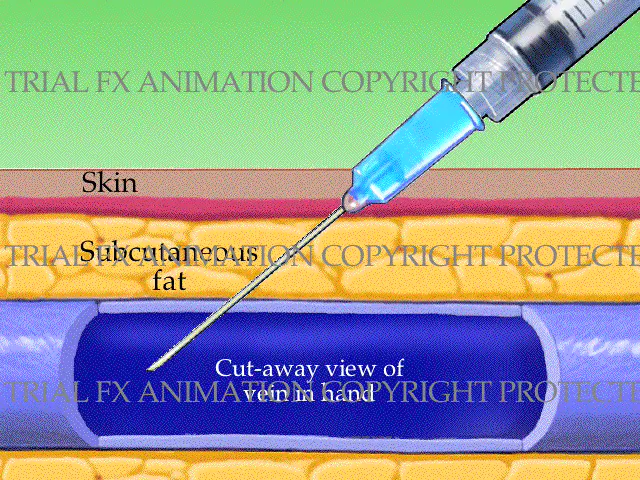 TRIAL FX ANIMATION COPYRIGHT PROTECTE
Skin
Subcutaneous
TRIAL FX ANIMATION COPYRIGHT PROTECTE
fat
Cut-away view of
TRIAL FX ANIMATION COPYRIGHT PROTECTE
vein in hand